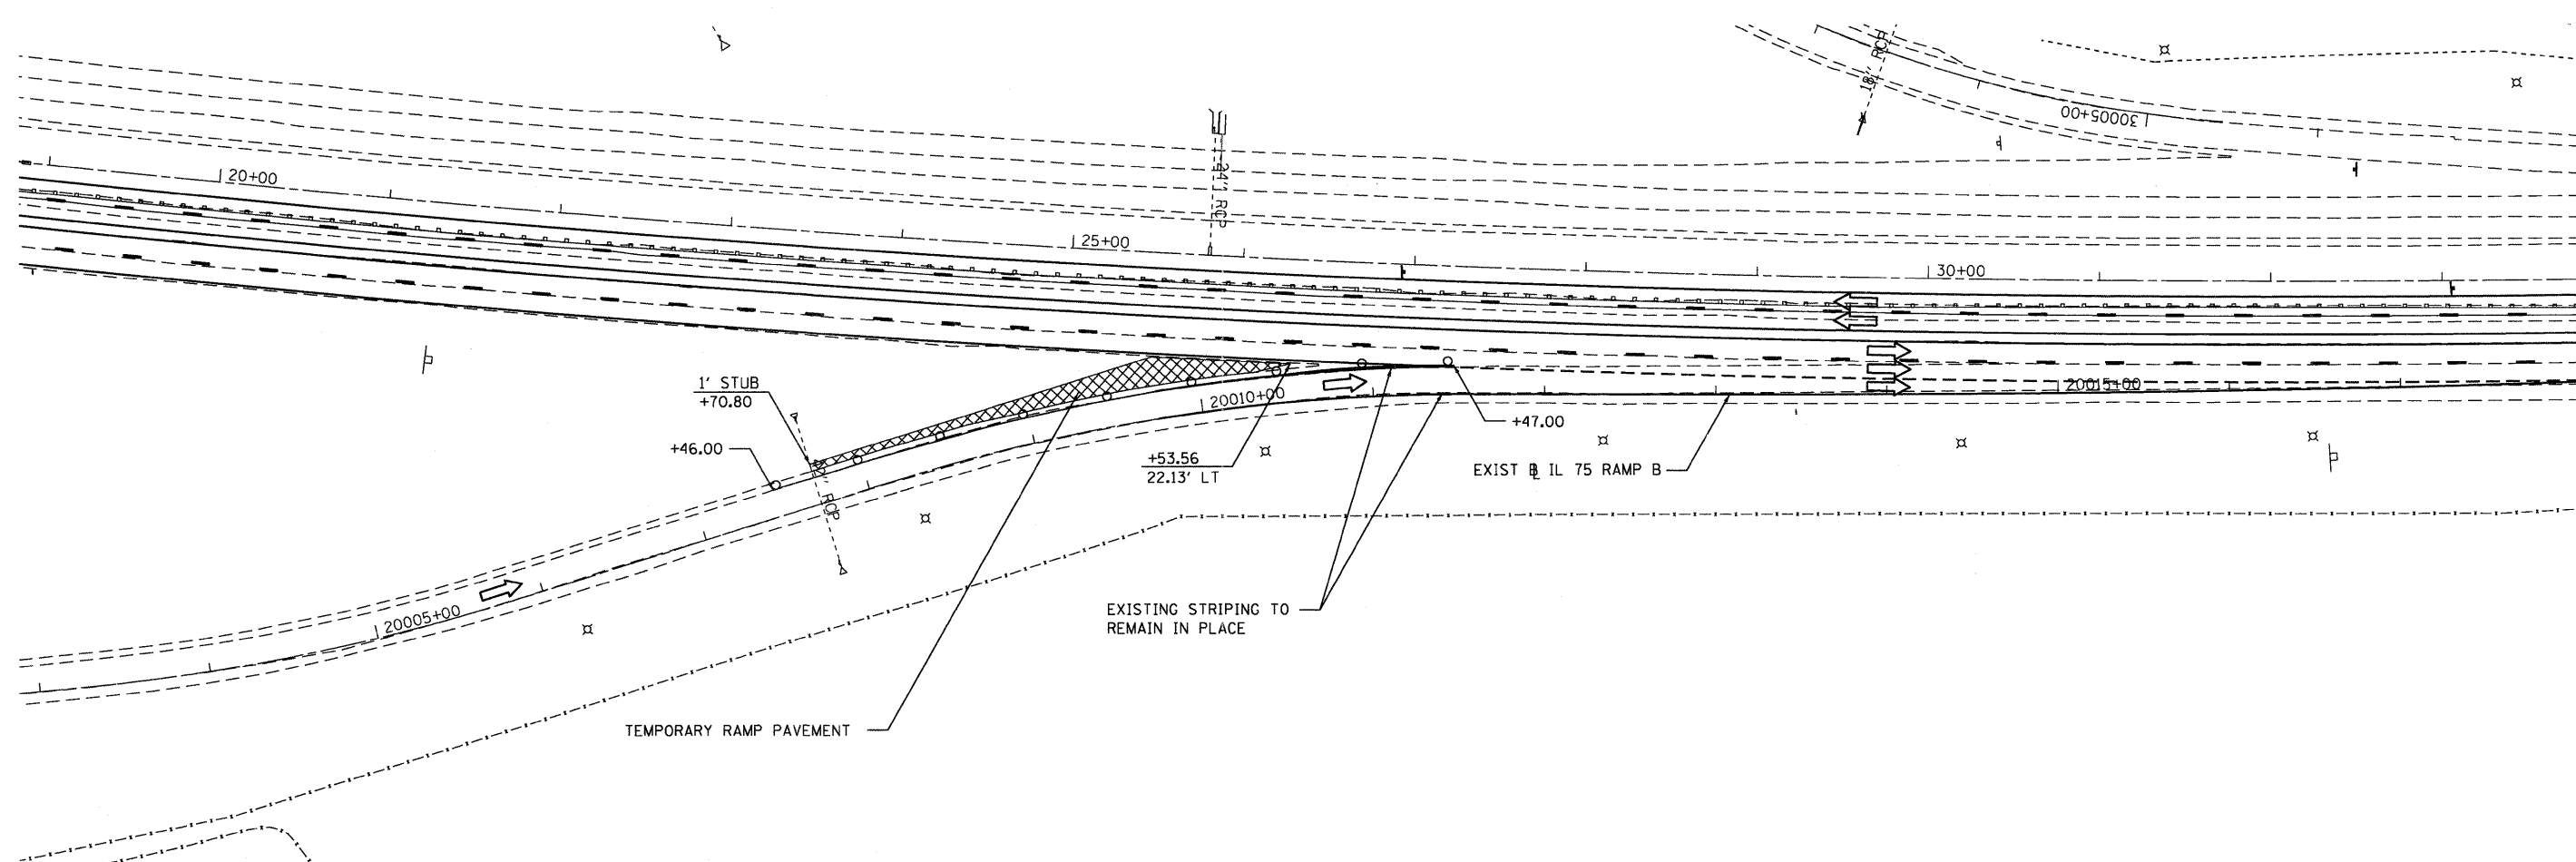 18" RCP
30005+00
20+00
24" RCP
25+00
30+00
1' STUB
+70.80
20010+00
20015+00
+46.00
+47.00
+53.56
22.13' LT
EXIST ℄ IL 75 RAMP B
RCP
20005+00
EXISTING STRIPING TO
REMAIN IN PLACE
TEMPORARY RAMP PAVEMENT